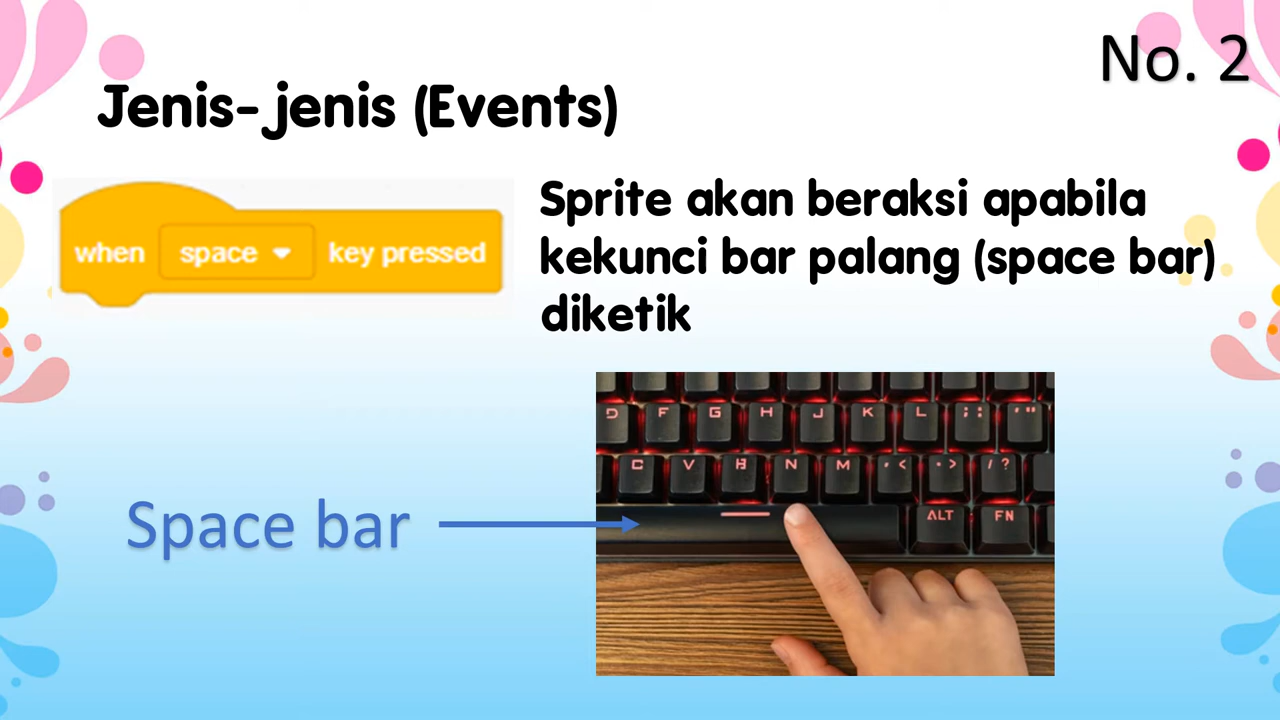 No. 2
Jenis-jenis (Events)
when space key pressed
Sprite akan beraksi apabila
kekunci bar palang (space bar)
diketik
Space bar
D F G H J K L ; : ' "
C V B N M , < . > / ?
ALT FN